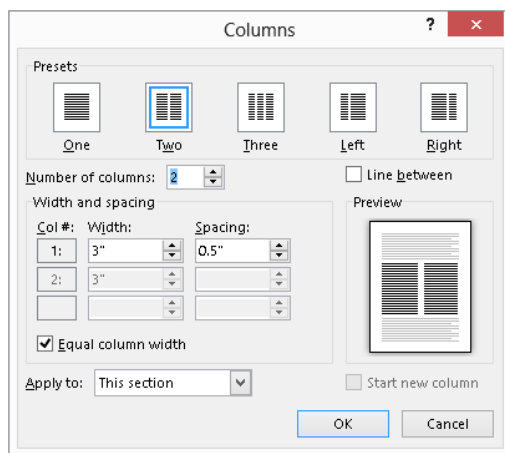 Columns ?
Presets
One Two Three Left Right
Number of columns: 2
Line between
Width and spacing
Col #: Width: Spacing:
1: 3" 0.5"
2: 3"
Equal column width
Preview
Apply to: This section
Start new column
OK Cancel